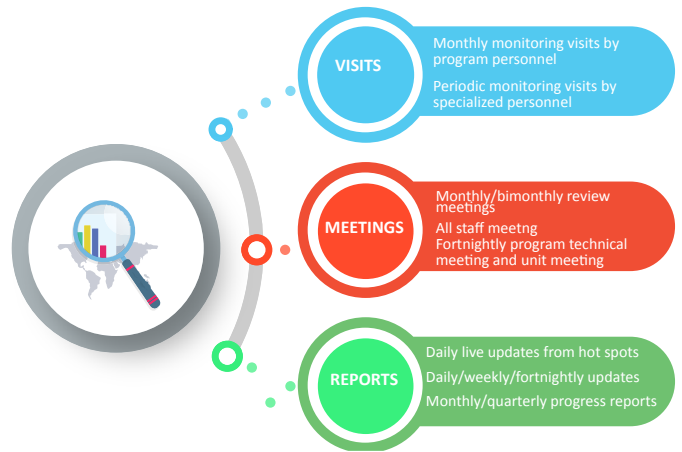 VISITS
Monthly monitoring visits by
program personnel
Periodic monitoring visits by
specialized personnel
MEETINGS
Monthly/bimonthly review
meetings
All staff meetng
Fortnightly program technical
meeting and unit meeting
REPORTS
Daily live updates from hot spots
Daily/weekly/fortnightly updates
Monthly/quarterly progress reports